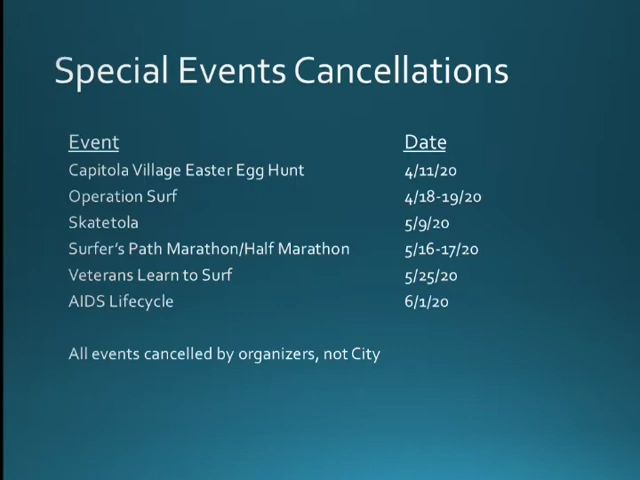 Special Events Cancellations
Event Date
Capitola Village Easter Egg Hunt 4/11/20
Operation Surf 4/18-19/20
Skatetola 5/9/20
Surfer's Path Marathon/Half Marathon 5/16-17/20
Veterans Learn to Surf 5/25/20
AIDS Lifecycle 6/1/20
All events cancelled by organizers, not City